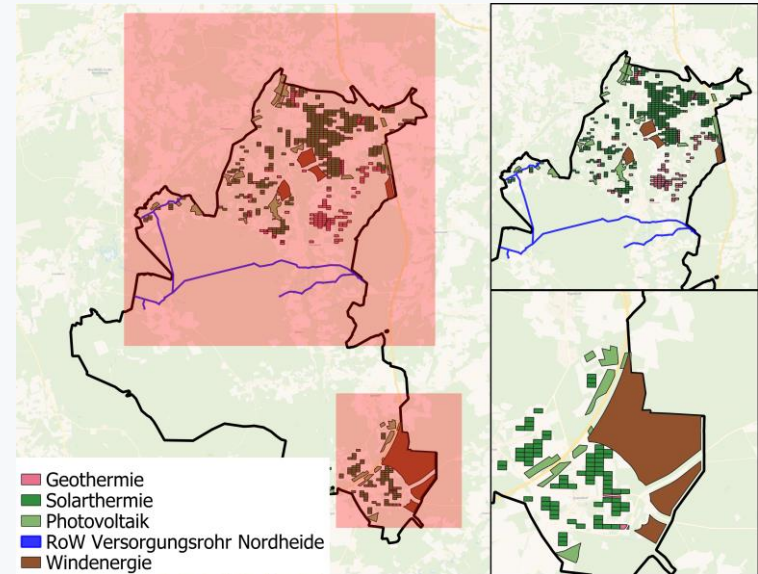 Geothermie
Solarthermie
Photovoltaik
RoW Versorgungsrohr Nordheide
Windenergie